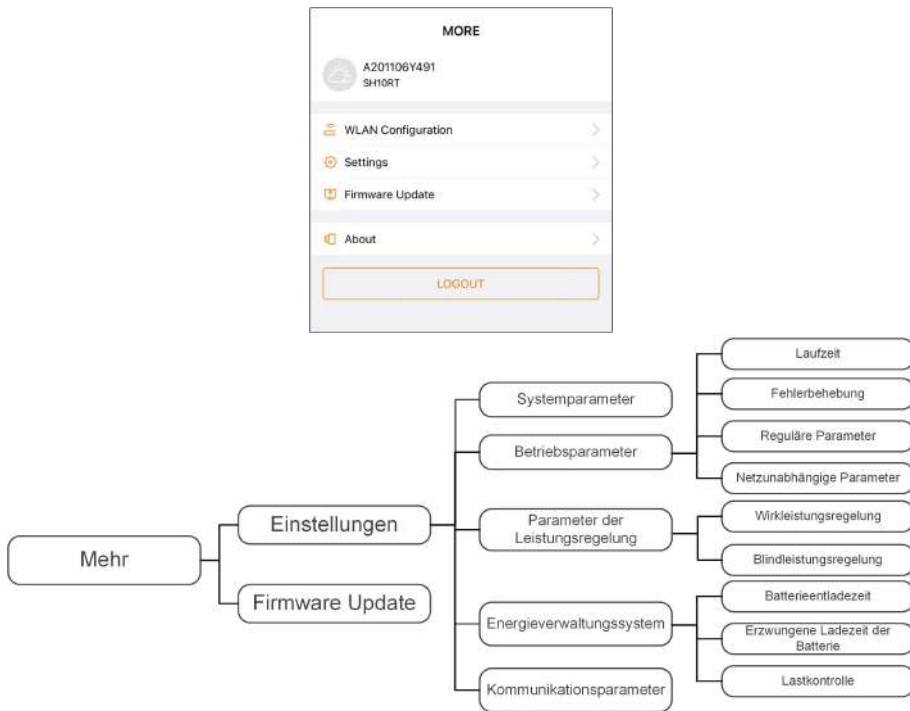 MORE
A201106Y491
SH10RT
WLAN Configuration
Settings
Firmware Update
About
LOGOUT
Mehr
Einstellungen
Firmware Update
Systemparameter
Betriebsparameter
Parameter der
Leistungsregelung
Energieverwaltungssystem
Kommunikationsparameter
Laufzeit
Fehlerbehebung
Reguläre Parameter
Netzunabhängige Parameter
Wirkleistungsregelung
Blindleistungsregelung
Batterieentladezeit
Erzwungene Ladezeit der
Batterie
Lastkontrolle